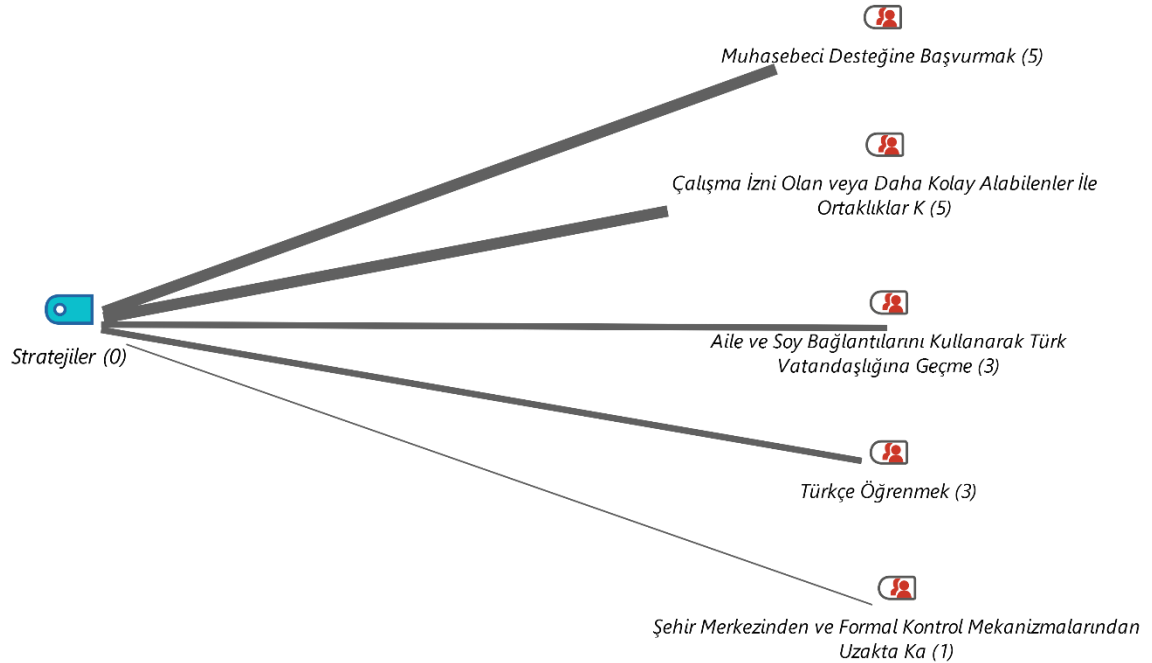 Muhasebeci Desteğine Başvurmak (5)
Çalışma İzni Olan veya Daha Kolay Alabilenler İle
Ortaklıklar K (5)
Stratejiler (0)
Aile ve Soy Bağlantılarını Kullanarak Türk
Vatandaşlığına Geçme (3)
Türkçe Öğrenmek (3)
Şehir Merkezinden ve Formal Kontrol Mekanizmalarından
Uzakta Ka (1)